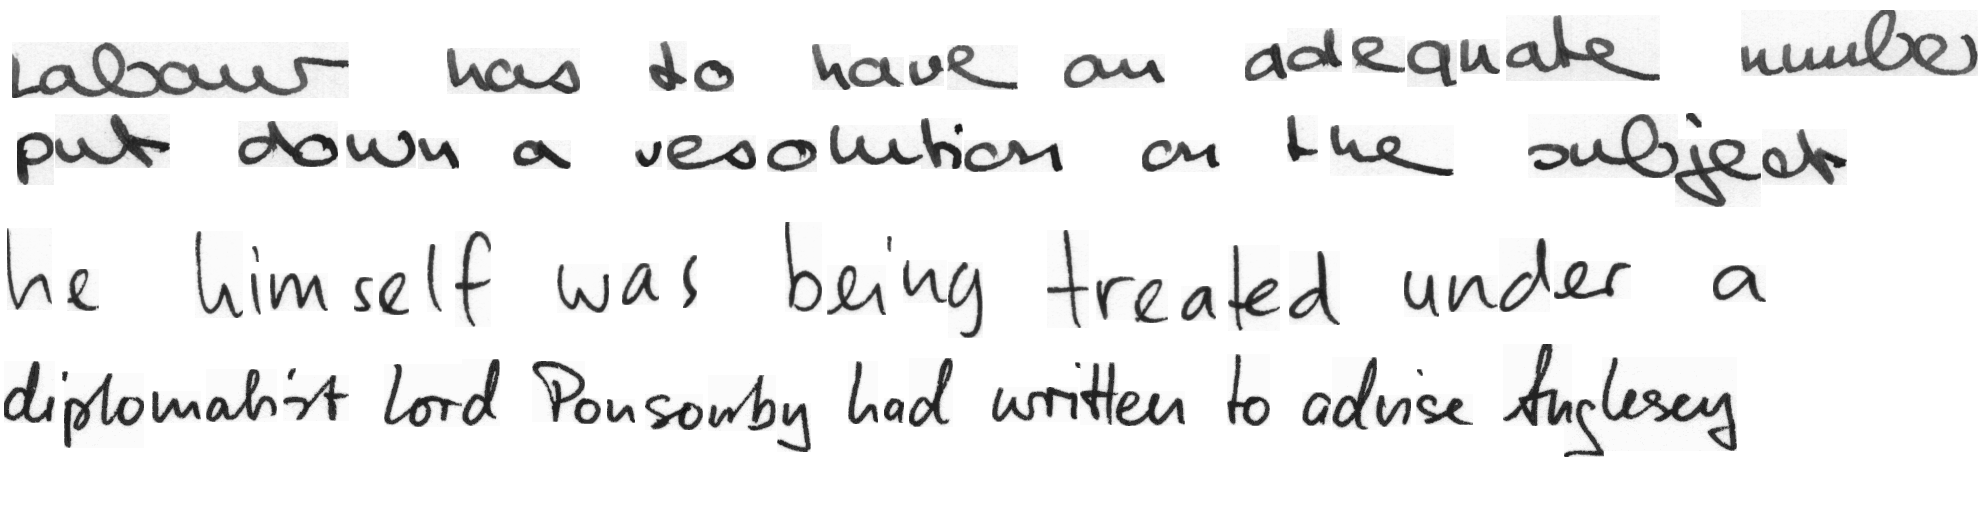 Labour has to have an adequate number
put down a resolution on the subject
he himself was being treated under a
diplomatist Lord Ponsonby had written to advise Anglesey